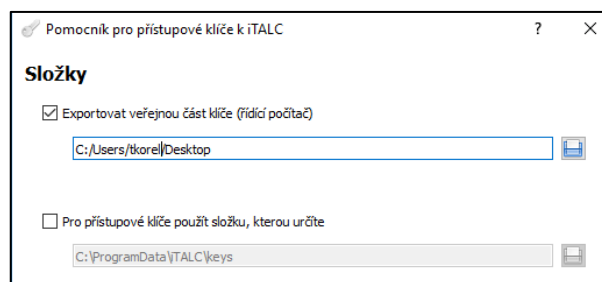 Pomocník pro přístupové klíče k iTALC
Složky
Exportovat veřejnou část klíče (řídící počítač)
C:/Users/tkorel/Desktop
Pro přístupové klíče použít složku, kterou určíte
C:\ProgramData\iTALC\keys